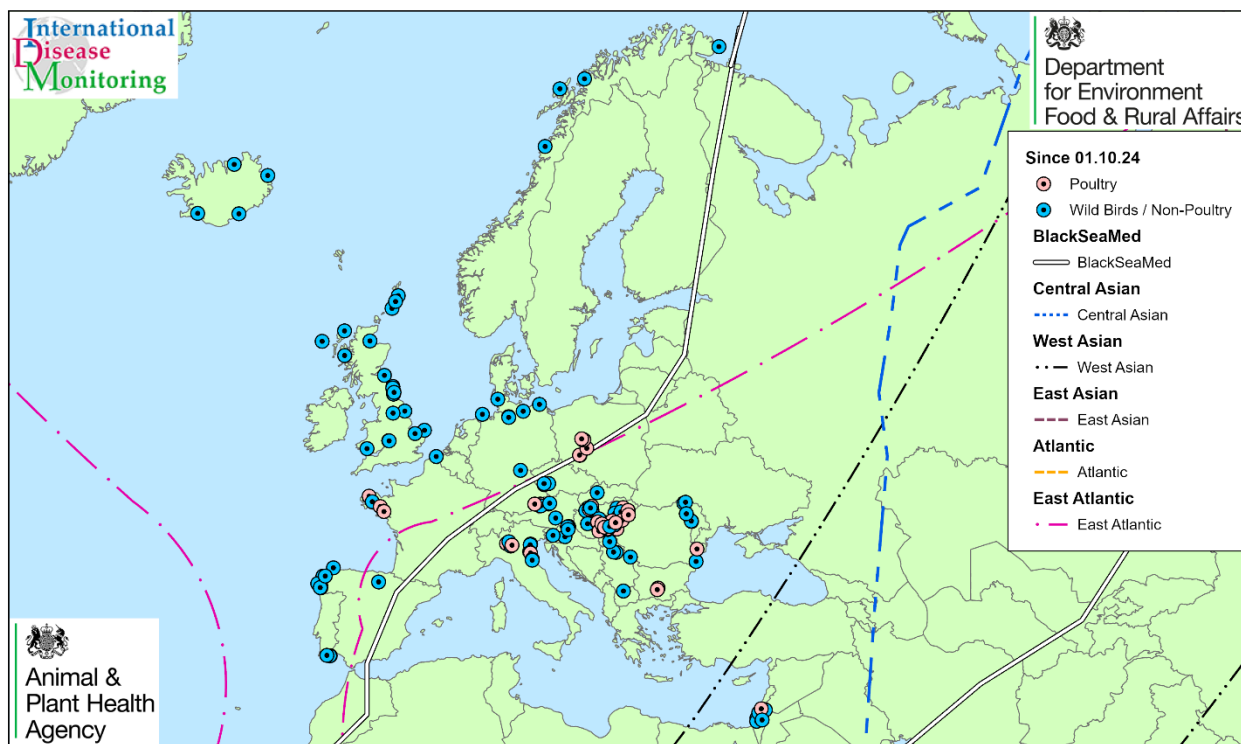 International
Disease
Monitoring
Department
for Environment
Food & Rural Affairs
Since 01.10.24
Poultry
Wild Birds / Non-Poultry
BlackSeaMed
BlackSeaMed
Central Asian
Central Asian
West Asian
West Asian
East Asian
East Asian
Atlantic
Atlantic
East Atlantic
East Atlantic
Animal &
Plant Health
Agency